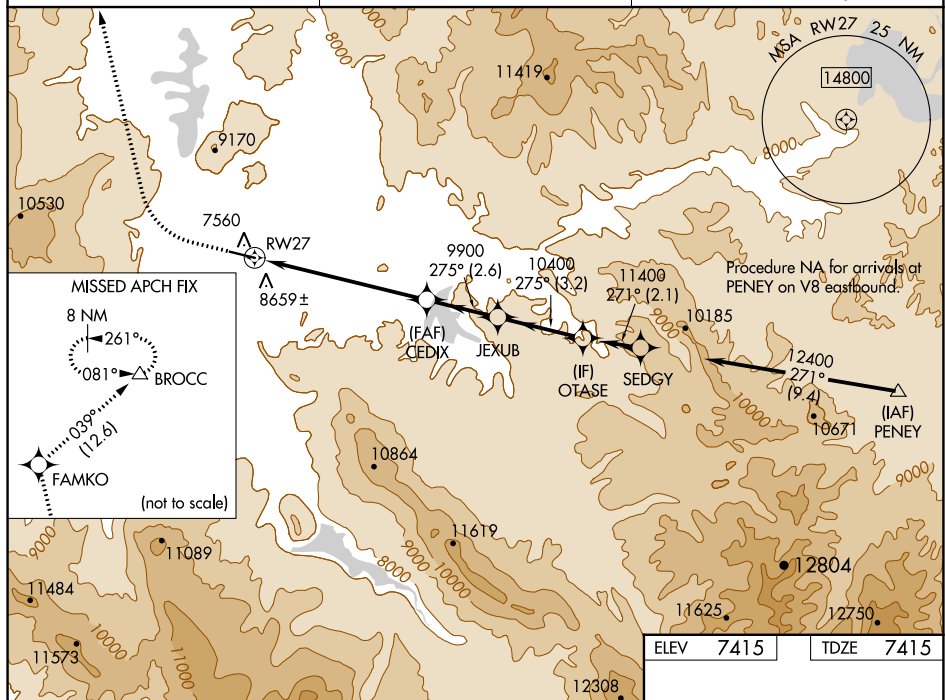 MSA RW27 25 NM
14800
11419
8000
9170
8000
10530
7560
RW27
8659±
9900
275° (2.6)
10400
275° (3.2)
11400
271° (2.1)
Procedure NA for arrivals at
PENEY on V8 eastbound.
9000
10185
12400
271°
(9.4)
(FAF)
CEDIX
JEXUB
(IF)
OTASE
SEDGY
10000
10671
(IAF)
PENEY
9000
MISSED APCH FIX
8 NM
261°
081°
BROCC
039°
(12.6)
FAMKO
(not to scale)
10864
11619
9000
10000
8000
9000
11089
11484
10000
11573
11000
12804
11625
12750
12308
ELEV 7415
TDZE 7415